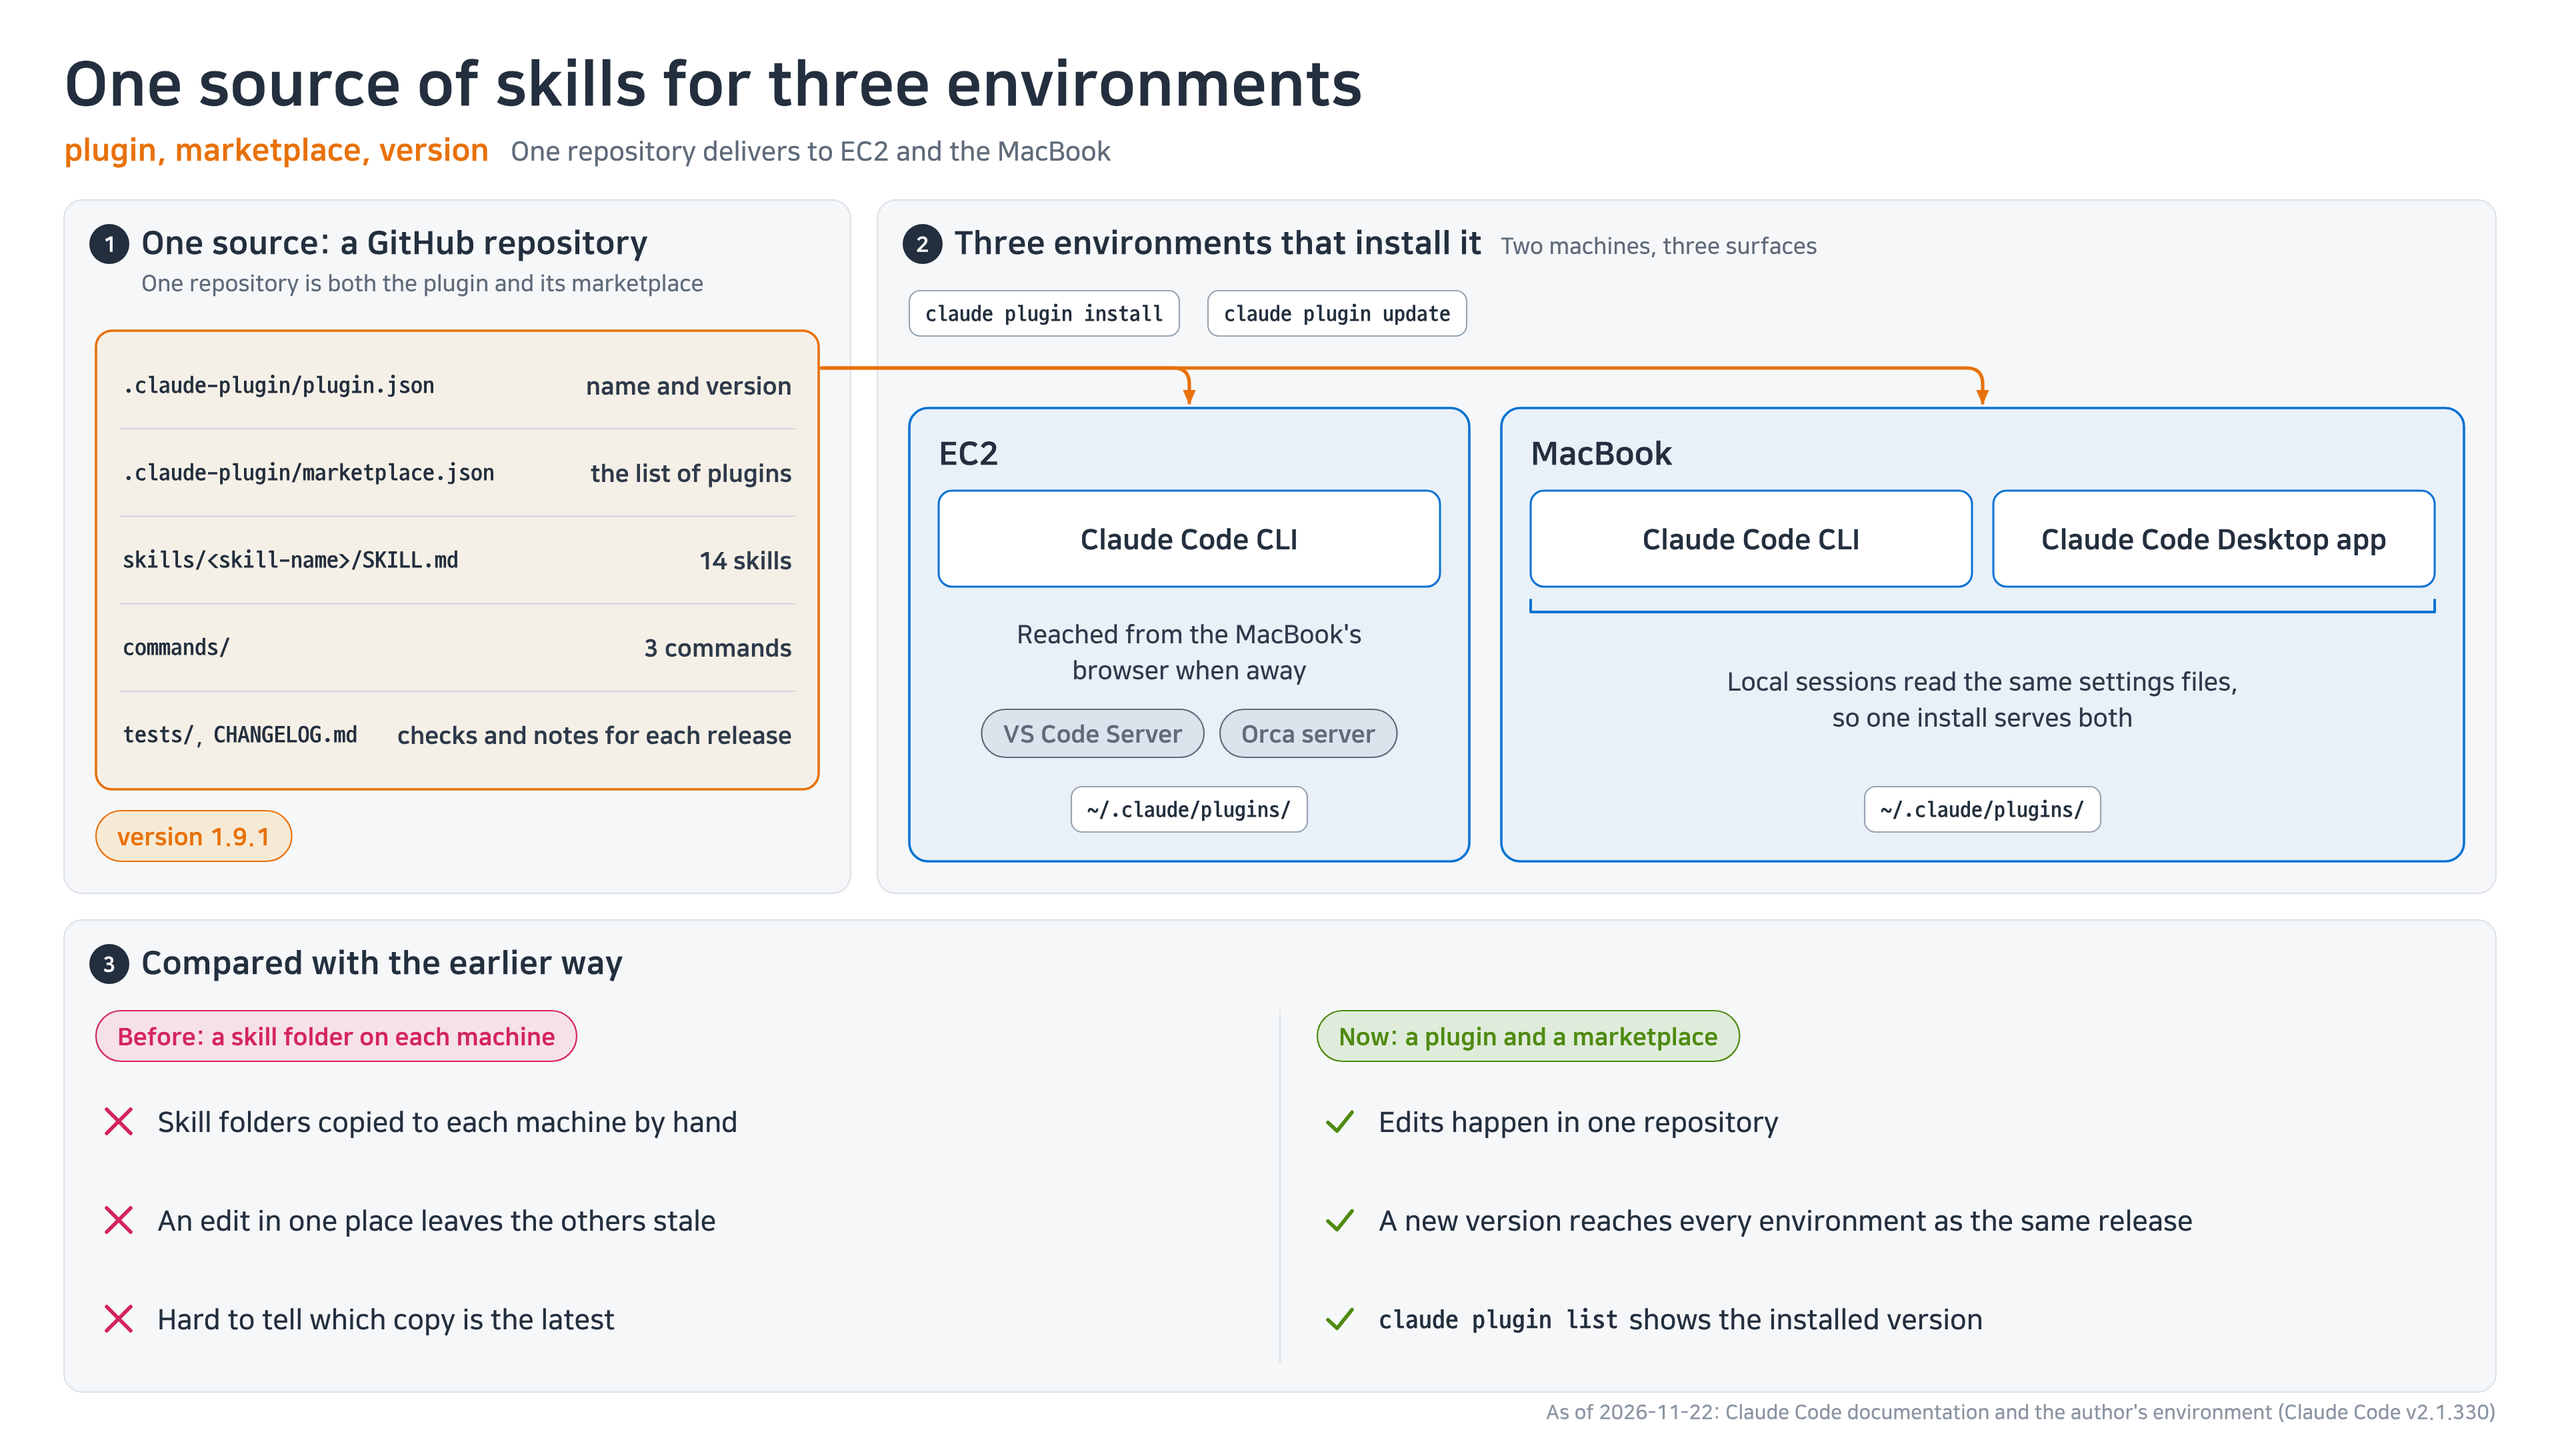 One source of skills for three environments
plugin, marketplace, version One repository delivers to EC2 and the MacBook
1 One source: a GitHub repository
One repository is both the plugin and its marketplace
.claude-plugin/plugin.json name and version
.claude-plugin/marketplace.json the list of plugins
skills/<skill-name>/SKILL.md 14 skills
commands/ 3 commands
tests/, CHANGELOG.md checks and notes for each release
version 1.9.1
2 Three environments that install it Two machines, three surfaces
claude plugin install claude plugin update
EC2
Claude Code CLI
Reached from the MacBook's
browser when away
VS Code Server Orca server
~/.claude/plugins/
MacBook
Claude Code CLI Claude Code Desktop app
Local sessions read the same settings files,
so one install serves both
~/.claude/plugins/
3 Compared with the earlier way
Before: a skill folder on each machine
Skill folders copied to each machine by hand
An edit in one place leaves the others stale
Hard to tell which copy is the latest
Now: a plugin and a marketplace
Edits happen in one repository
A new version reaches every environment as the same release
claude plugin list shows the installed version
As of 2026-11-22: Claude Code documentation and the author's environment (Claude Code v2.1.330)